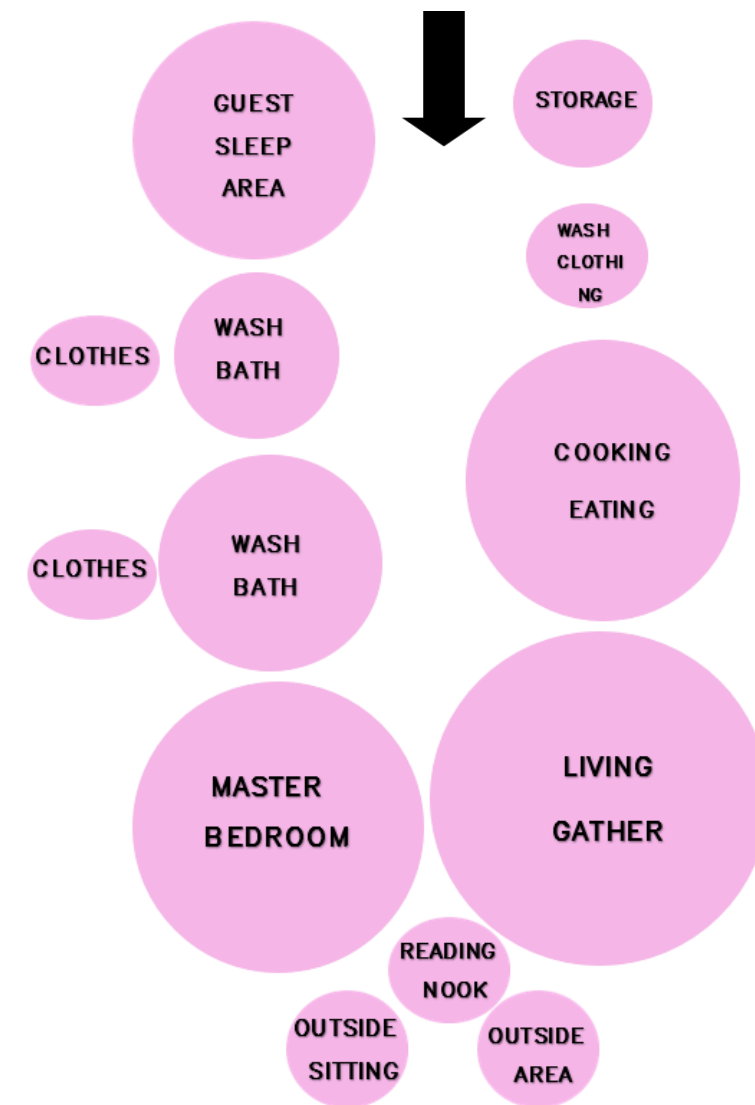 GUEST
SLEEP
AREA
STORAGE
WASH
CLOTHI
NG
CLOTHES
WASH
BATH
COOKING
EATING
CLOTHES
WASH
BATH
MASTER
BEDROOM
LIVING
GATHER
READING
NOOK
OUTSIDE
SITTING
OUTSIDE
AREA